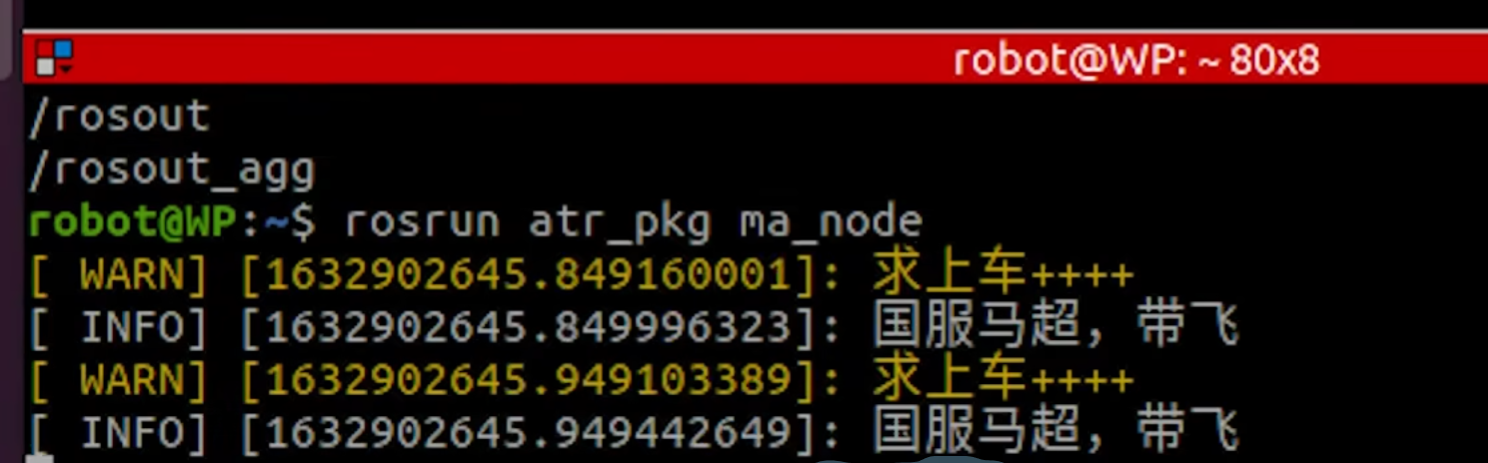 robot@WP: ~ 80x8
/rosout
/rosout_agg
robot@WP:~$ rosrun atr_pkg ma_node
[ WARN] [1632902645.849160001]: 求上车++++
[ INFO] [1632902645.849996323]: 国服马超，带飞
[ WARN] [1632902645.949103389]: 求上车++++
[ INFO] [1632902645.949442649]: 国服马超，带飞